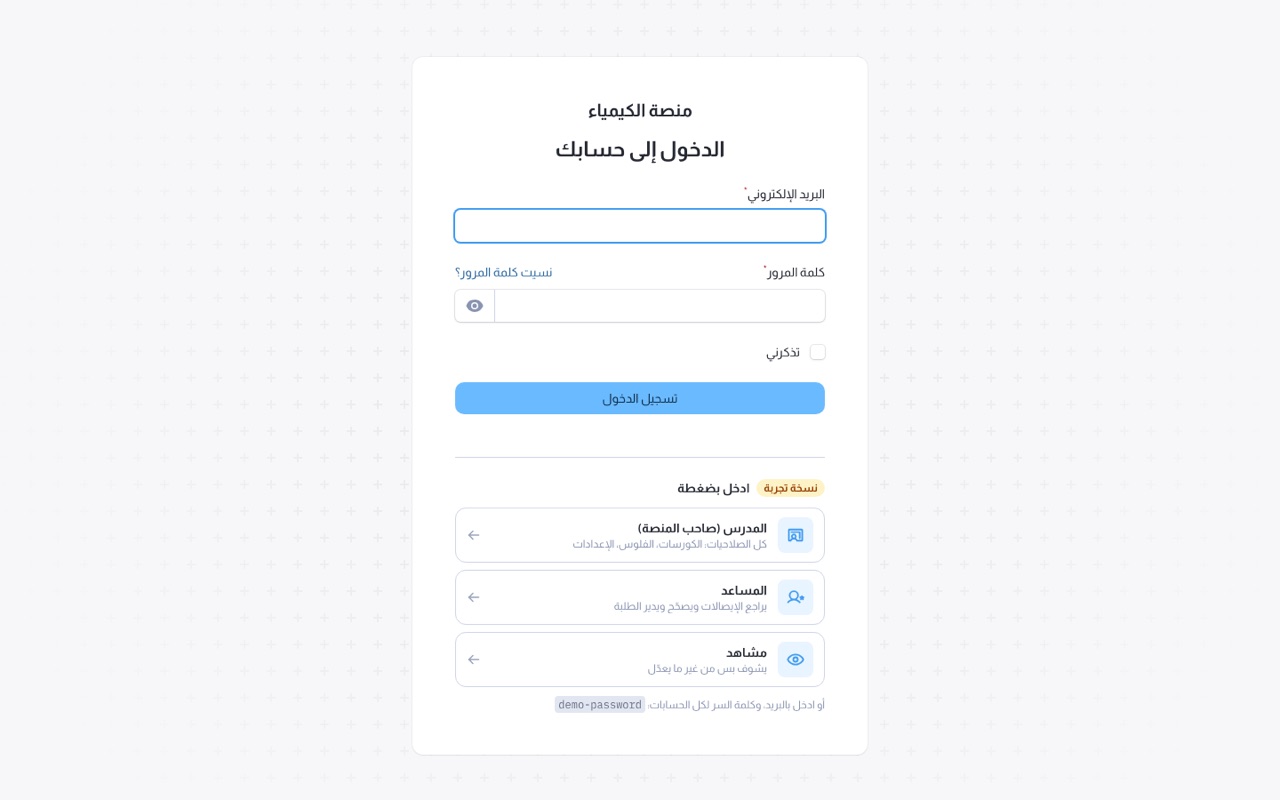 منصة الكيمياء
الدخول إلى حسابك
البريد الإلكتروني*
كلمة المرور*
نسيت كلمة المرور؟
تذكرني
تسجيل الدخول
نسخة تجربة ادخل بضغطة
المدرس (صاحب المنصة)
كل الصلاحيات: الكورسات، الفلوس، الإعدادات
المساعد
يراجع الإيصالات ويصحّح ويدير الطلبة
مشاهد
يشوف بس من غير ما يعدّل
أو ادخل بالبريد، وكلمة السر لكل الحسابات: demo-password